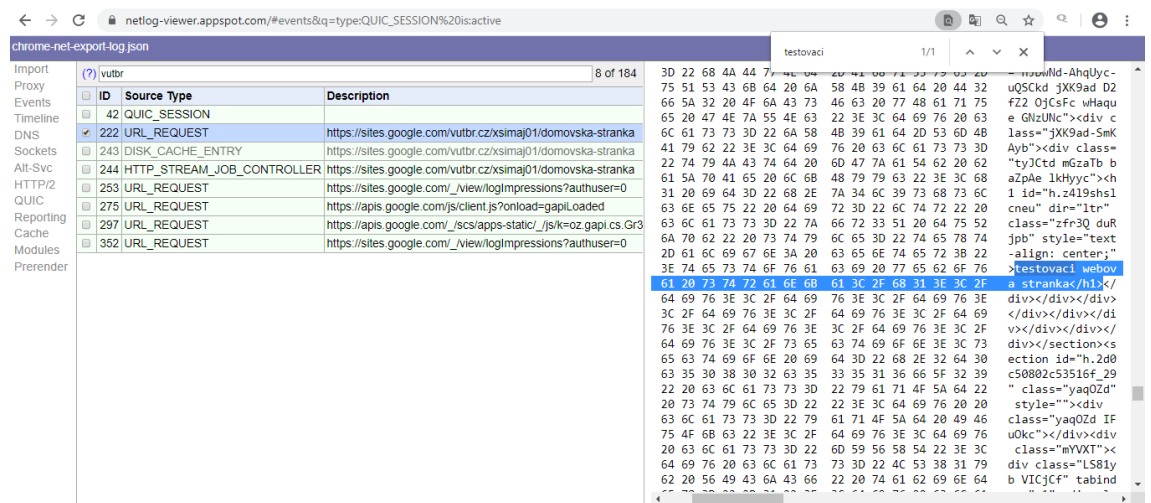 netlog-viewer.appspot.com/#events&q=type:QUIC_SESSION%20is:active
chrome-net-export-log.json
testovaci 1/1
Import
Proxy
Events
Timeline
DNS
Sockets
Alt-Svc
HTTP/2
QUIC
Reporting
Cache
Modules
Prerender
(?) vutbr 8 of 184
ID Source Type Description
42 QUIC_SESSION
222 URL_REQUEST https://sites.google.com/vutbr.cz/xsimaj01/domovska-stranka
243 DISK_CACHE_ENTRY https://sites.google.com/vutbr.cz/xsimaj01/domovska-stranka
244 HTTP_STREAM_JOB_CONTROLLER https://sites.google.com/vutbr.cz/xsimaj01/domovska-stranka
253 URL_REQUEST https://sites.google.com/_/view/logImpressions?authuser=0
275 URL_REQUEST https://apis.google.com/js/client.js?onload=gapiLoaded
297 URL_REQUEST https://apis.google.com/_/scs/apps-static/_/js/k=oz.gapi.cs.Gr3
352 URL_REQUEST https://sites.google.com/_/view/logImpressions?authuser=0
75 51 53 43 6B 64 20 6A 58 4B 39 61 64 20 44 32 uQSCkd jXK9ad D2
66 5A 32 20 4F 6A 43 73 46 63 20 77 48 61 71 75 fZ2 OjCsFc wHaqu
65 20 47 4E 7A 55 4E 63 22 3E 3C 64 69 76 20 63 e GNzUNc"><div c
6C 61 73 73 3D 22 6A 58 4B 39 61 64 2D 53 6D 4B lass="jXK9ad-SmK
41 79 62 22 3E 3C 64 69 76 20 63 6C 61 73 73 3D Ayb"><div class=
22 74 79 4A 43 74 64 20 6D 47 7A 61 54 62 20 62 "tyJCtd mGzaTb b
61 5A 70 41 65 20 6C 6B 48 79 79 63 22 3E 3C 68 aZpAe lkHyyc"><h
31 20 69 64 3D 22 68 2E 7A 34 6C 39 73 68 73 6C 1 id="h.z4l9shsl
63 6E 65 75 22 20 64 69 72 3D 22 6C 74 72 22 20 cneu" dir="ltr"
63 6C 61 73 73 3D 22 7A 66 72 33 51 20 64 75 52 class="zfr3Q duR
6A 70 62 22 20 73 74 79 6C 65 3D 22 74 65 78 74 jpb" style="text
2D 61 6C 69 67 6E 3A 20 63 65 6E 74 65 72 3B 22 -align: center;"
3E 74 65 73 74 6F 76 61 63 69 20 77 65 62 6F 76 >testovaci webov
61 20 73 74 72 61 6E 6B 61 3C 2F 68 31 3E 3C 2F a stranka</h1></
64 69 76 3E 3C 2F 64 69 76 3E 3C 2F 64 69 76 3E div></div></div>
3C 2F 64 69 76 3E 3C 2F 64 69 76 3E 3C 2F 64 69 </div></div></di
76 3E 3C 2F 64 69 76 3E 3C 2F 64 69 76 3E 3C 2F v></div></div></
64 69 76 3E 3C 2F 73 65 63 74 69 6F 6E 3E 3C 73 div></section><s
65 63 74 69 6F 6E 20 69 64 3D 22 68 2E 32 64 30 ection id="h.2d0
63 35 30 38 30 32 63 35 33 35 31 36 66 5F 32 39 c50802c53516f_29
22 20 63 6C 61 73 73 3D 22 79 61 71 4F 5A 64 22 " class="yaqOZd"
20 73 74 79 6C 65 3D 22 22 3E 3C 64 69 76 20 20 style=""><div
63 6C 61 73 73 3D 22 79 61 71 4F 5A 64 20 49 46 class="yaqOZd IF
75 4F 6B 63 22 3E 3C 2F 64 69 76 3E 3C 64 69 76 uOkc"></div><div
20 63 6C 61 73 73 3D 22 6D 59 56 58 54 22 3E 3C class="mYVXT"><
64 69 76 20 63 6C 61 73 73 3D 22 4C 53 38 31 79 div class="LS81y
62 20 56 49 43 6A 43 66 22 20 74 61 62 69 6E 64 b VICjCf" tabind